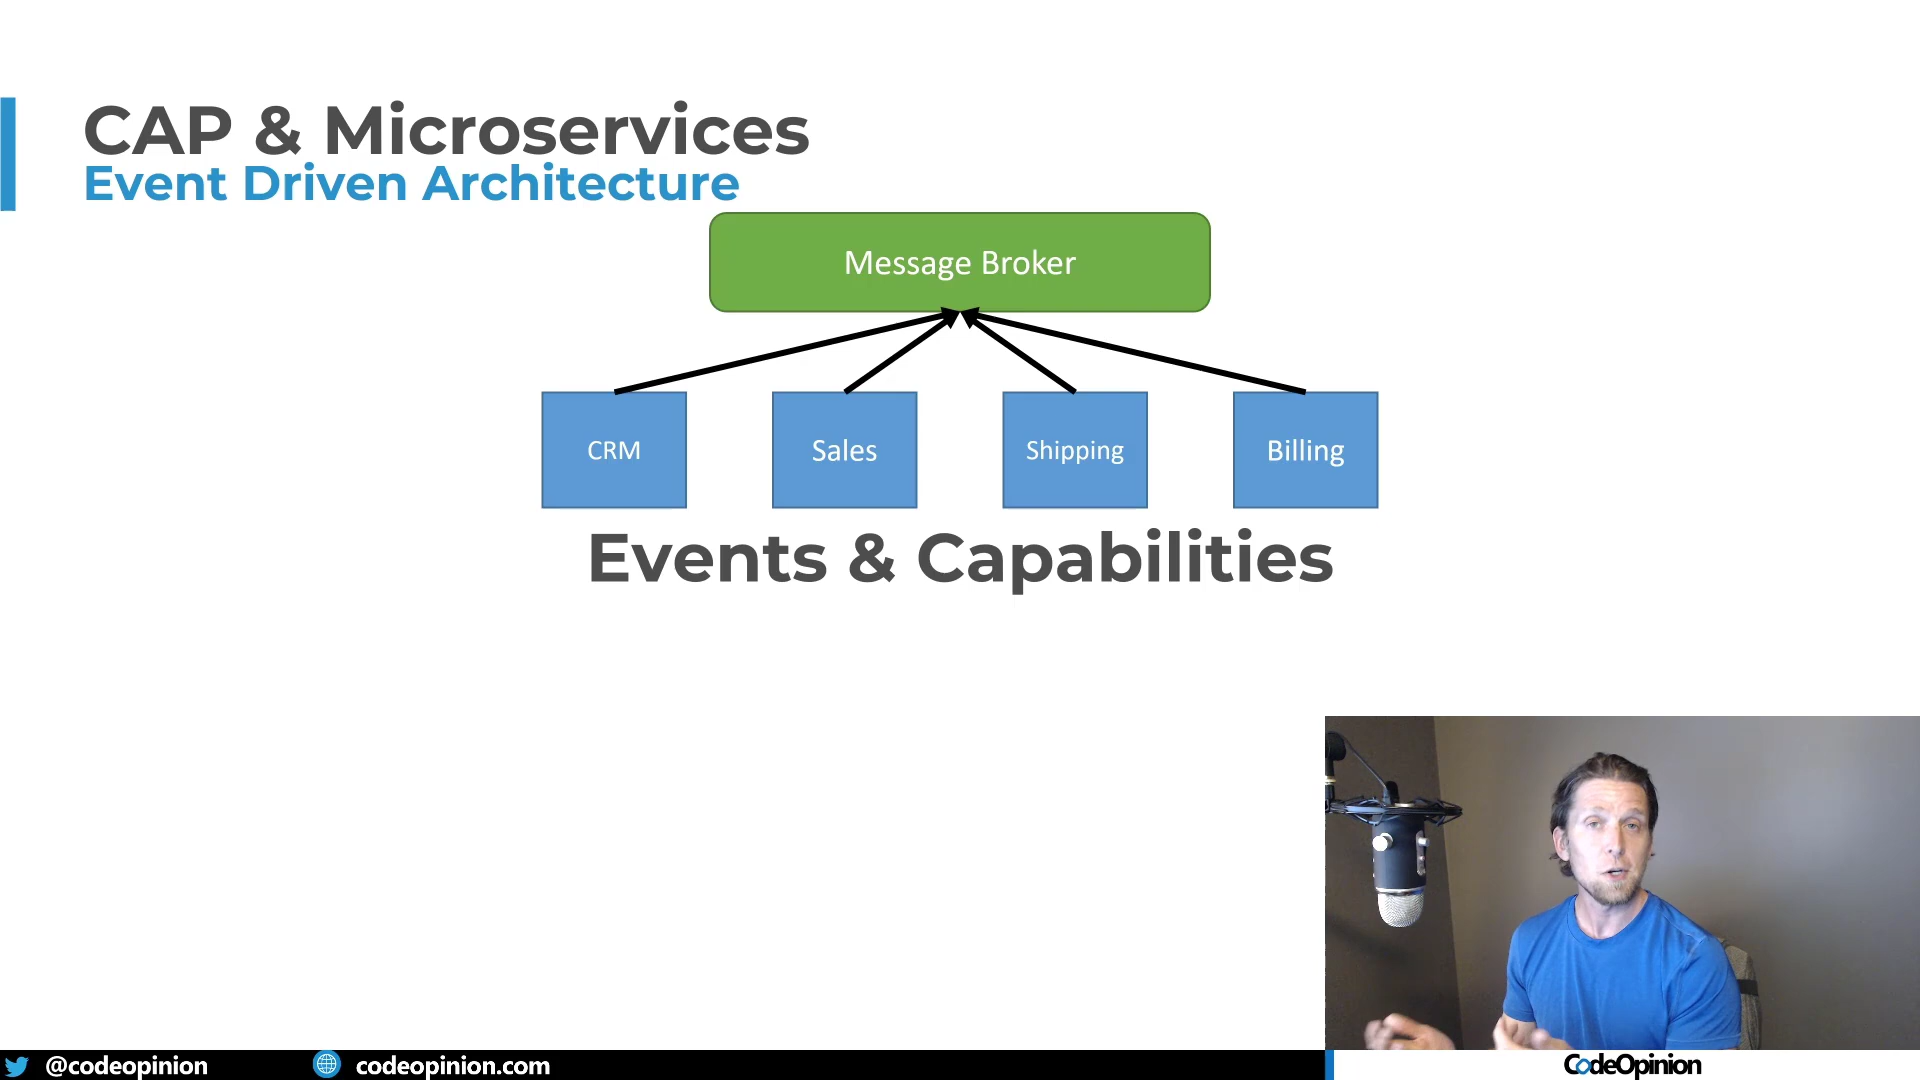 CAP & Microservices
Event Driven Architecture
Message Broker
CRM
Sales
Shipping
Billing
Events & Capabilities
@codeopinion
codeopinion.com
CodeOpinion